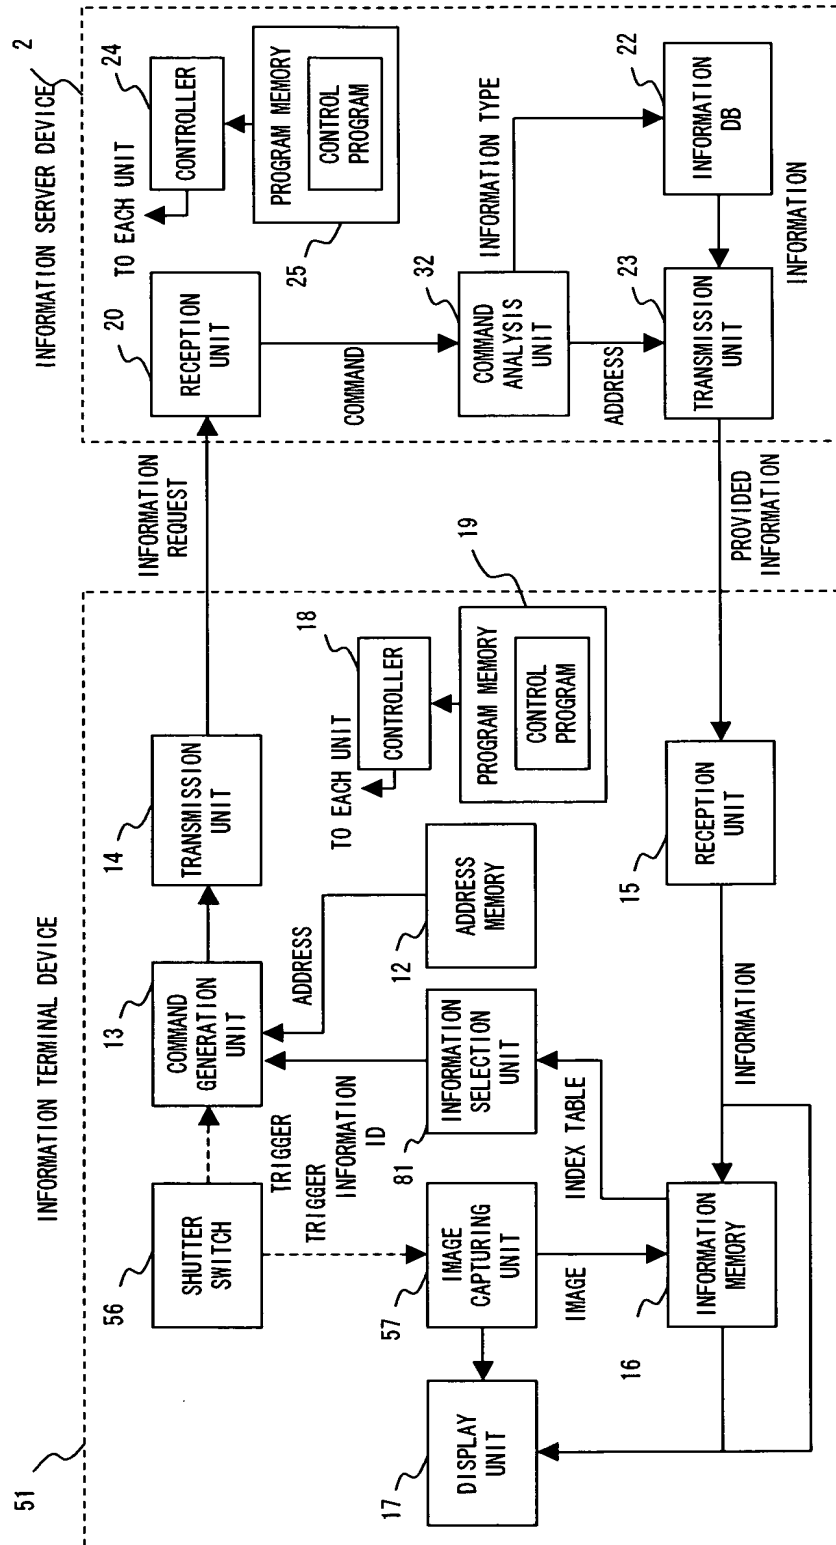 51
INFORMATION TERMINAL DEVICE
56
SHUTTER
SWITCH
TRIGGER
13
COMMAND
GENERATION
UNIT
14
TRANSMISSION
UNIT
TRIGGER
INFORMATION
ID
ADDRESS
TO EACH UNIT
18
CONTROLLER
19
PROGRAM MEMORY
CONTROL
PROGRAM
17
DISPLAY
UNIT
57
IMAGE
CAPTURING
UNIT
81
INFORMATION
SELECTION
UNIT
12
ADDRESS
MEMORY
IMAGE
INDEX TABLE
16
INFORMATION
MEMORY
INFORMATION
15
RECEPTION
UNIT
INFORMATION
REQUEST
PROVIDED
INFORMATION
INFORMATION SERVER DEVICE
2
20
RECEPTION
UNIT
TO EACH UNIT
24
CONTROLLER
25
PROGRAM MEMORY
CONTROL
PROGRAM
COMMAND
32
COMMAND
ANALYSIS
UNIT
INFORMATION TYPE
ADDRESS
23
TRANSMISSION
UNIT
INFORMATION
22
INFORMATION
DB